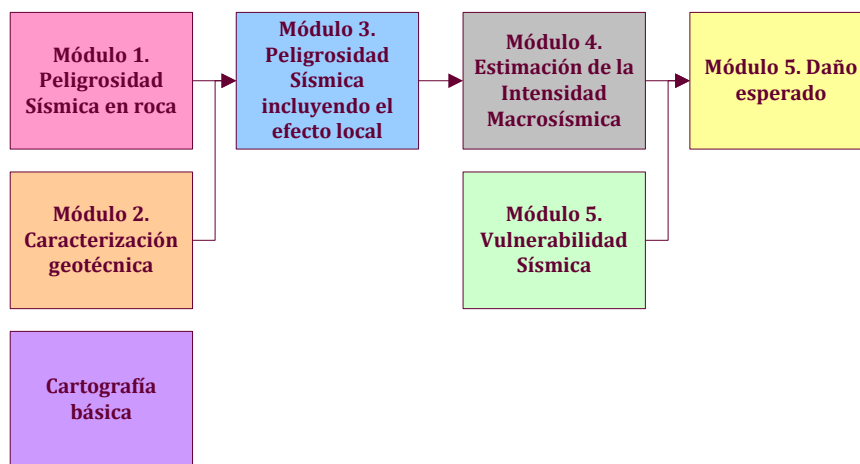 Módulo 1.
Peligrosidad
Sísmica en roca
Módulo 3.
Peligrosidad
Sísmica
incluyendo el
efecto local
Módulo 4.
Estimación de la
Intensidad
Macrosísmica
Módulo 5. Daño
esperado
Módulo 2.
Caracterización
geotécnica
Módulo 5.
Vulnerabilidad
Sísmica
Cartografía
básica